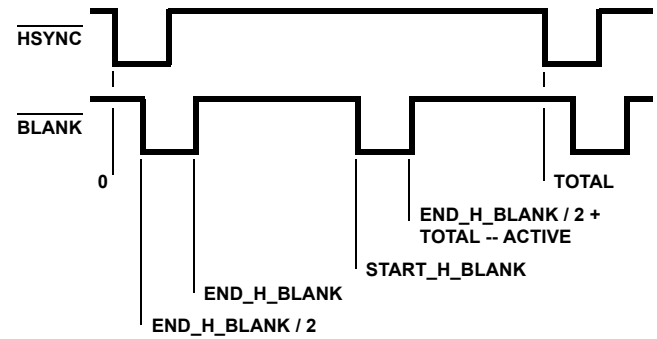 HSYNC
BLANK
0
TOTAL
END_H_BLANK / 2 +
TOTAL -- ACTIVE
START_H_BLANK
END_H_BLANK
END_H_BLANK / 2